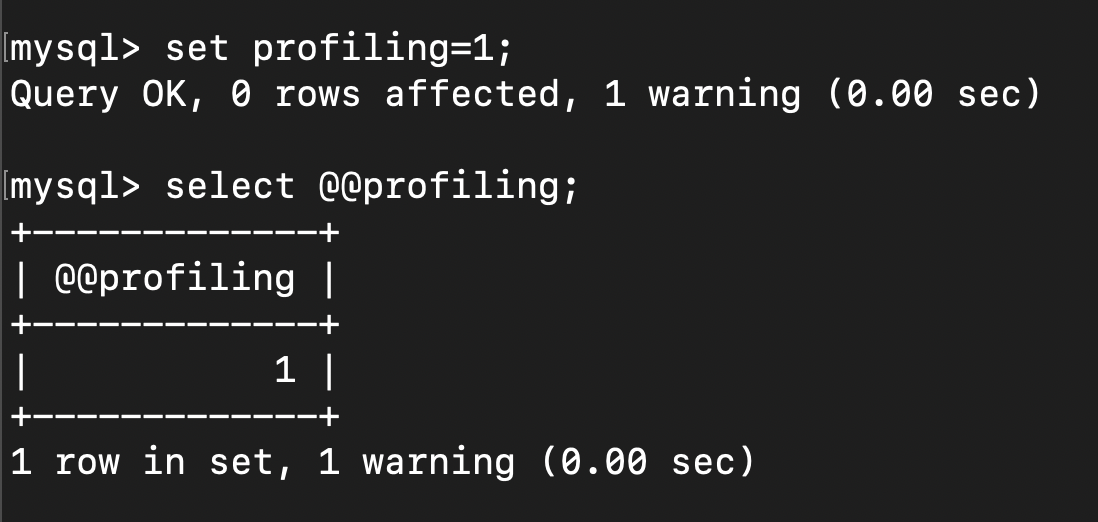 mysql> set profiling=1;
Query OK, 0 rows affected, 1 warning (0.00 sec)
mysql> select @@profiling;
+-------------+
| @@profiling |
+-------------+
|           1 |
+-------------+
1 row in set, 1 warning (0.00 sec)